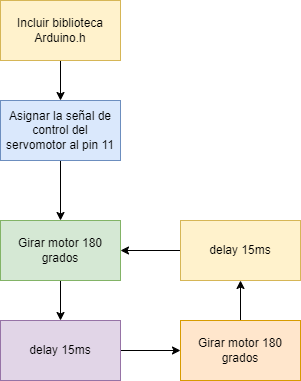 Incluir biblioteca
Arduino.h
Asignar la señal de
control del
servomotor al pin 11
Girar motor 180
grados
delay 15ms
delay 15ms
Girar motor 180
grados